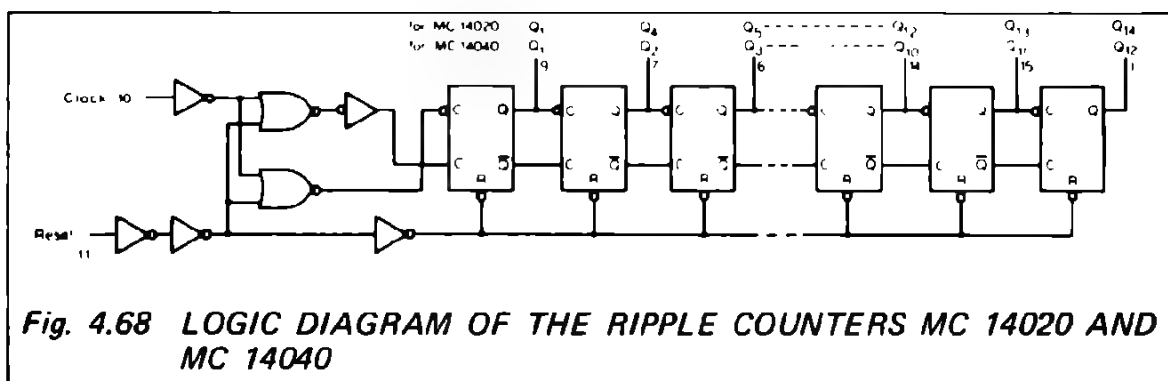 for MC 14020 Q1 Q4 Q5 Q12 Q13 Q14
for MC 14040 Q1 Q2 Q3 Q10 Q11 Q12
9 7 6 14 15 1
Clock 10
C Q C Q C Q C Q C Q C Q
C Q̅ C Q̅ C Q̅ C Q̅ C Q̅ C
R R R R R R
Reset 11
Fig. 4.68 LOGIC DIAGRAM OF THE RIPPLE COUNTERS MC 14020 AND
MC 14040